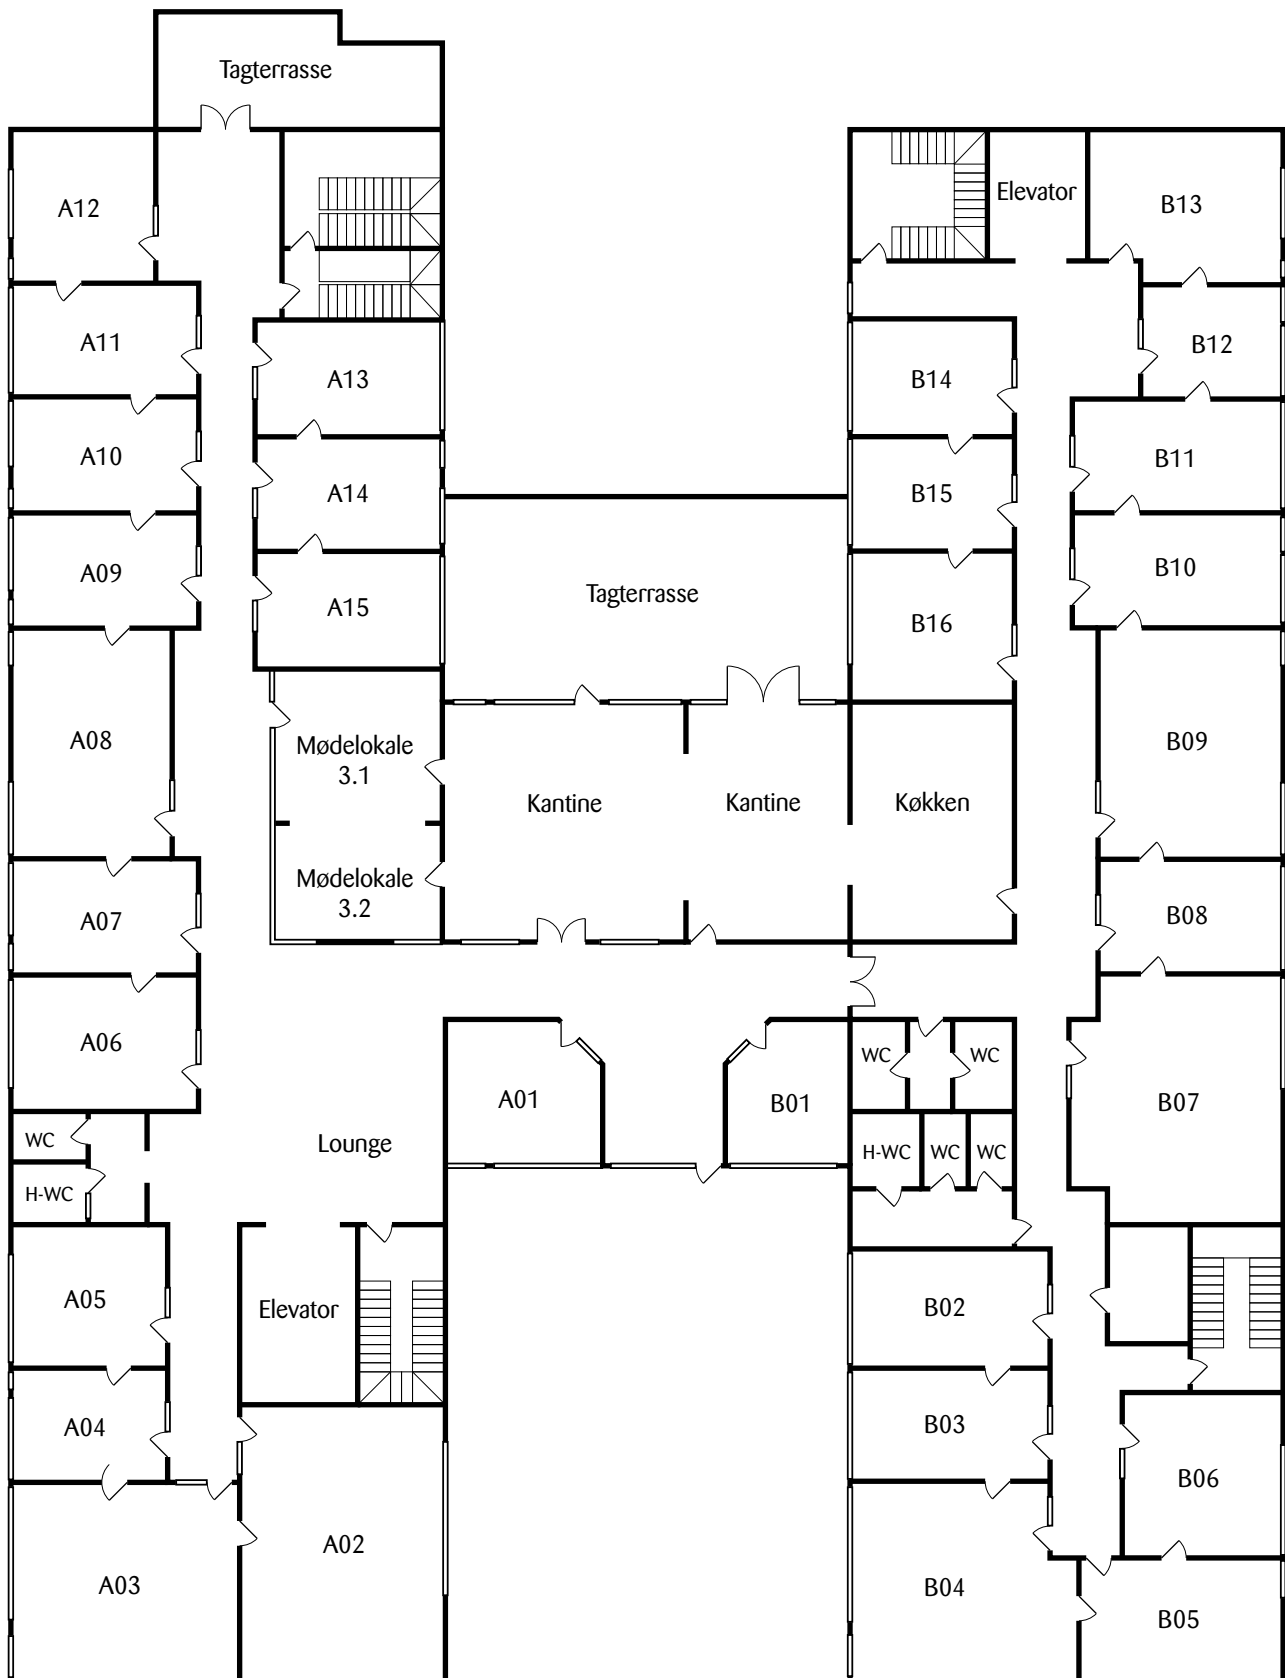 Tagterrasse
A12
Elevator
B13
A11
B12
A13
B14
A10
B11
A14
B15
A09
B10
A15
Tagterrasse
B16
A08
Mødelokale
3.1
B09
Kantine
Kantine
Køkken
Mødelokale
3.2
A07
B08
A06
WC
WC
A01
B01
B07
WC
Lounge
H-WC
WC
WC
H-WC
A05
Elevator
B02
A04
B03
B06
A02
A03
B04
B05